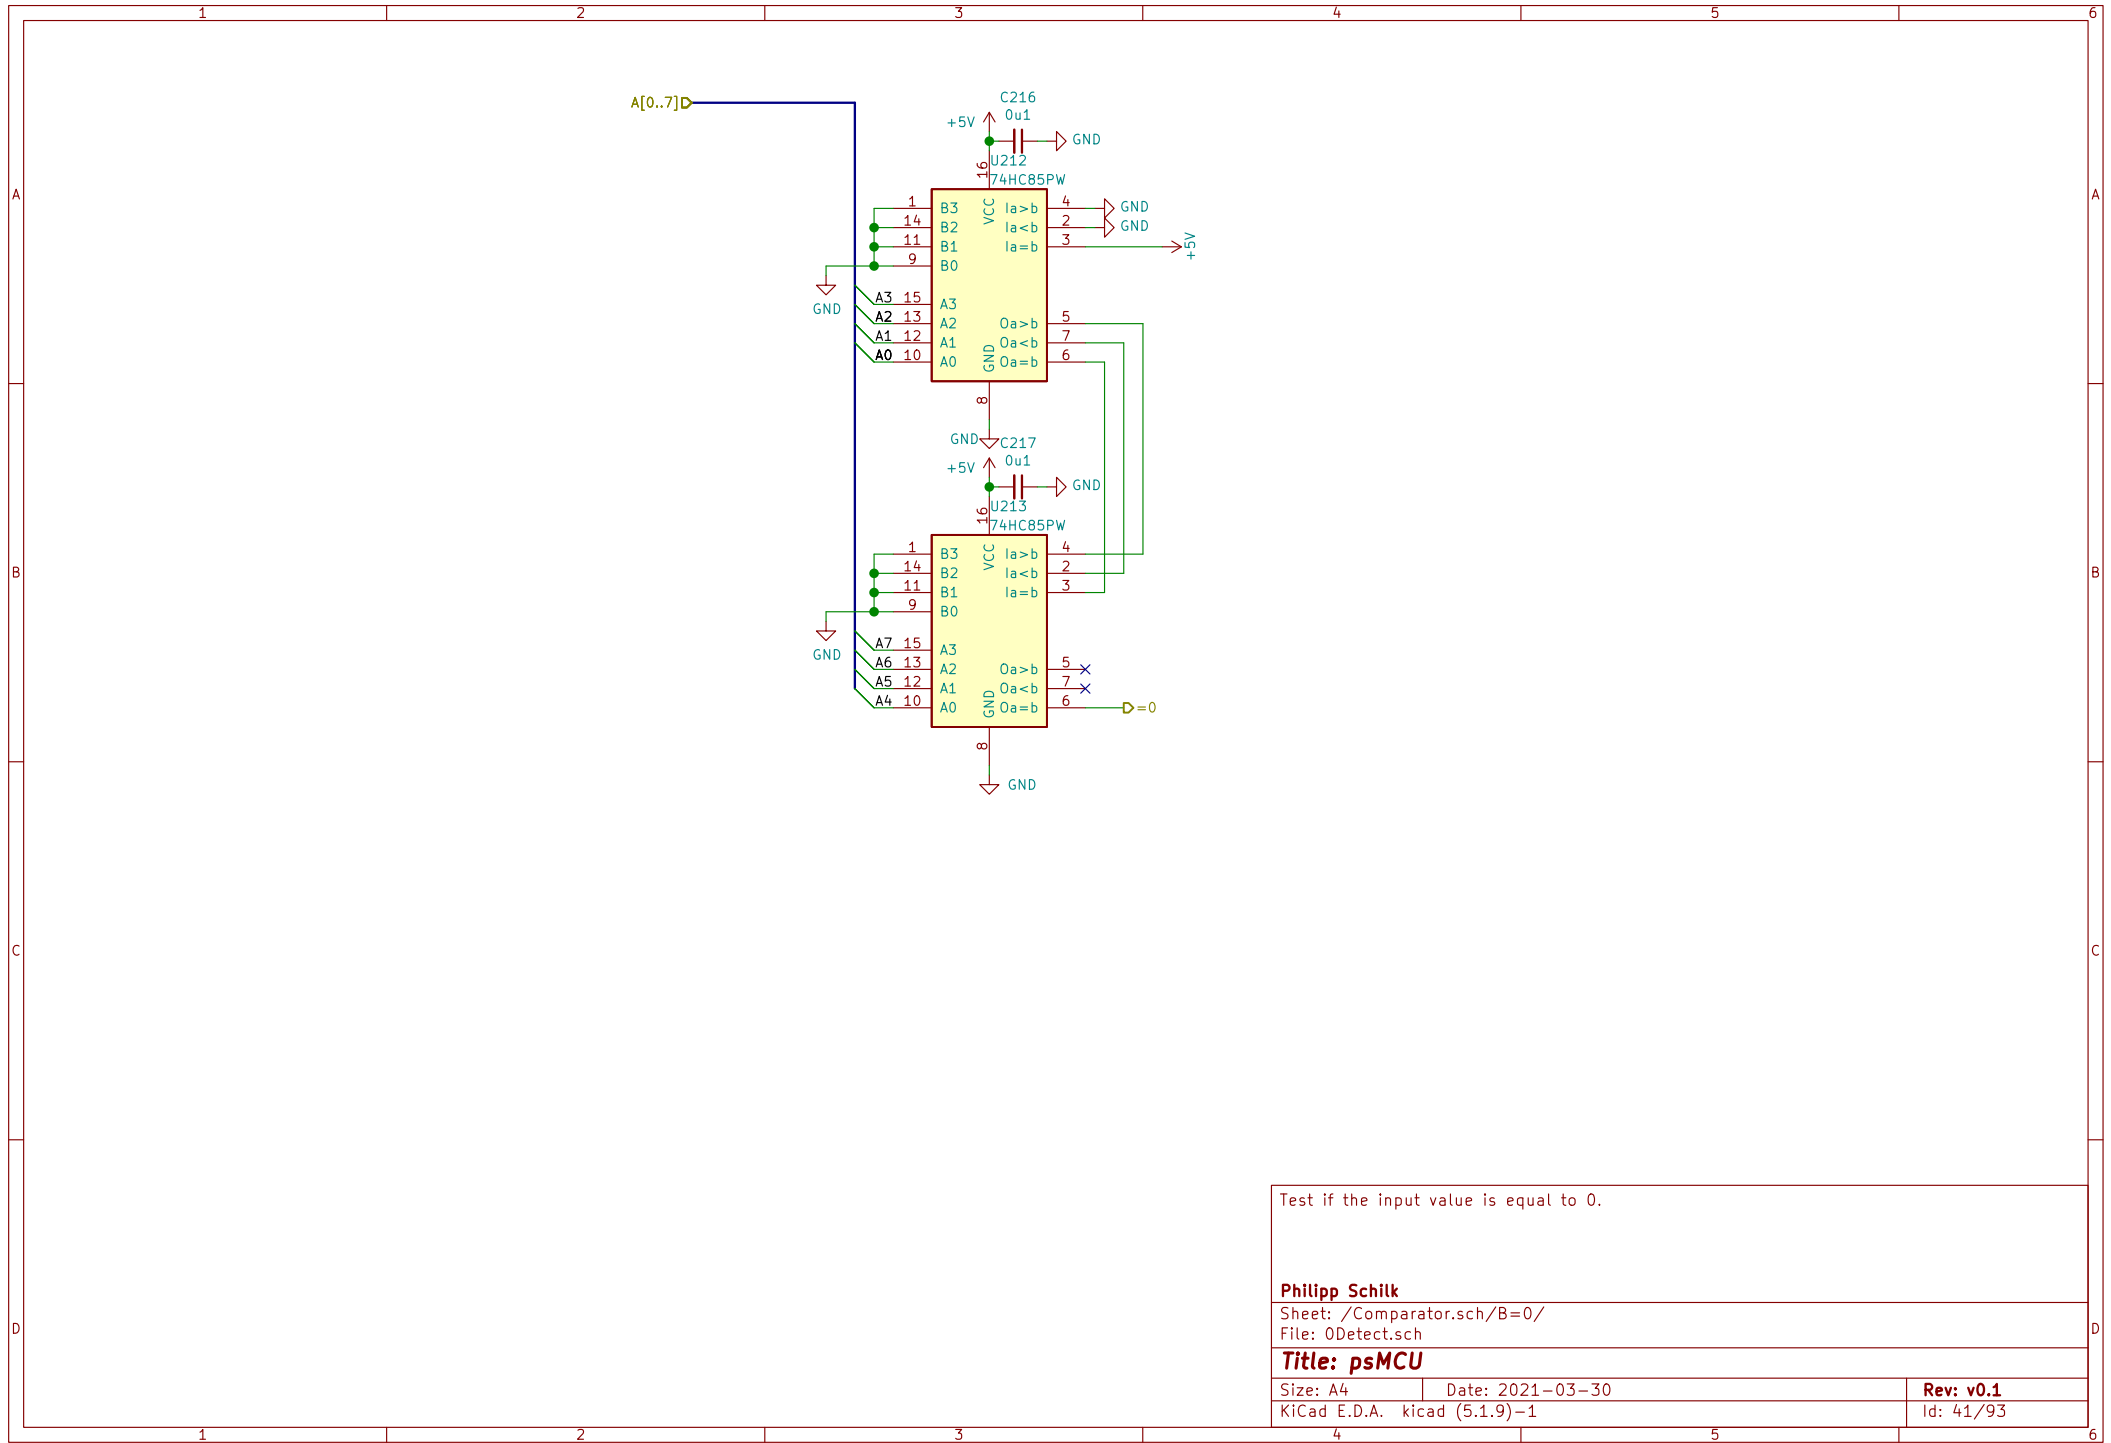 1 2 3 4 5 6
A[0..7]
C216
0u1
+5V
GND
U212
16
74HC85PW
A A
1 B3 VCC Ia>b 4 GND
14 B2 Ia<b 2 GND
11 B1 Ia=b 3 +5V
9 B0
GND
A3 15 A3
A2 13 A2 Oa>b 5
A1 12 A1 Oa<b 7
A0 10 A0 GND Oa=b 6
8
GND
C217
0u1
+5V
GND
U213
16
74HC85PW
1 B3 VCC Ia>b 4
B B
14 B2 Ia<b 2
11 B1 Ia=b 3
9 B0
GND
A7 15 A3
A6 13 A2 Oa>b 5
A5 12 A1 Oa<b 7
A4 10 A0 GND Oa=b 6 =0
8
GND
C C
Test if the input value is equal to 0.
Philipp Schilk
Sheet: /Comparator.sch/B=0/
File: 0Detect.sch
D D
Title: psMCU
Size: A4 Date: 2021-03-30 Rev: v0.1
KiCad E.D.A. kicad (5.1.9)-1 Id: 41/93
1 2 3 4 5 6